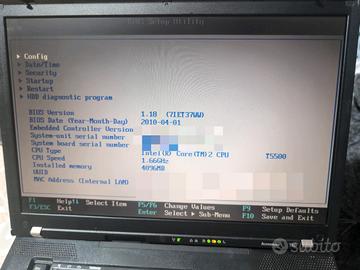 BIOS Setup Utility
Config
Date/Time
Security
Startup
Restart
HDD diagnostic program
BIOS Version 1.18 (7IET37WW)
BIOS Date (Year-Month-Day) 2010-04-01
Embedded Controller Version
System-unit serial number
System board serial number
CPU Type Intel(R) Core(TM)2 CPU T5500
CPU Speed 1.66GHz
Installed memory 4096MB
UUID
MAC Address (Internal LAN)
F1 Help ↑↓ Select Item F5/F6 Change Values F9 Setup Defaults
F3/ESC Exit Enter Select ▸ Sub-Menu F10 Save and Exit
subito